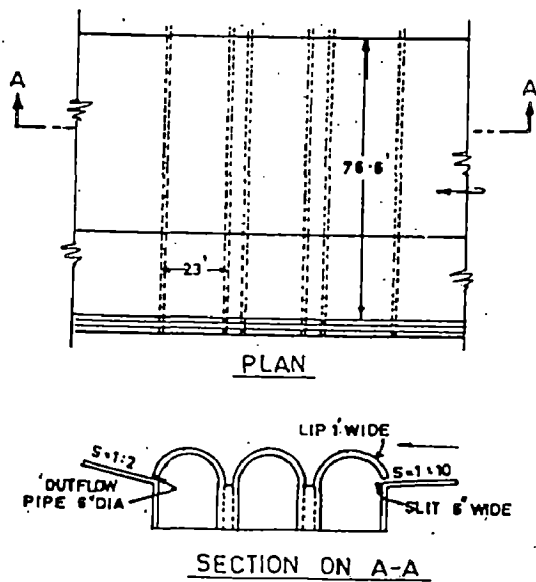 A
A
76·6'
23'
PLAN
LIP 1' WIDE
S=1:2
S=1:10
OUTFLOW
PIPE 6" DIA
SLIT 6" WIDE
SECTION ON A-A